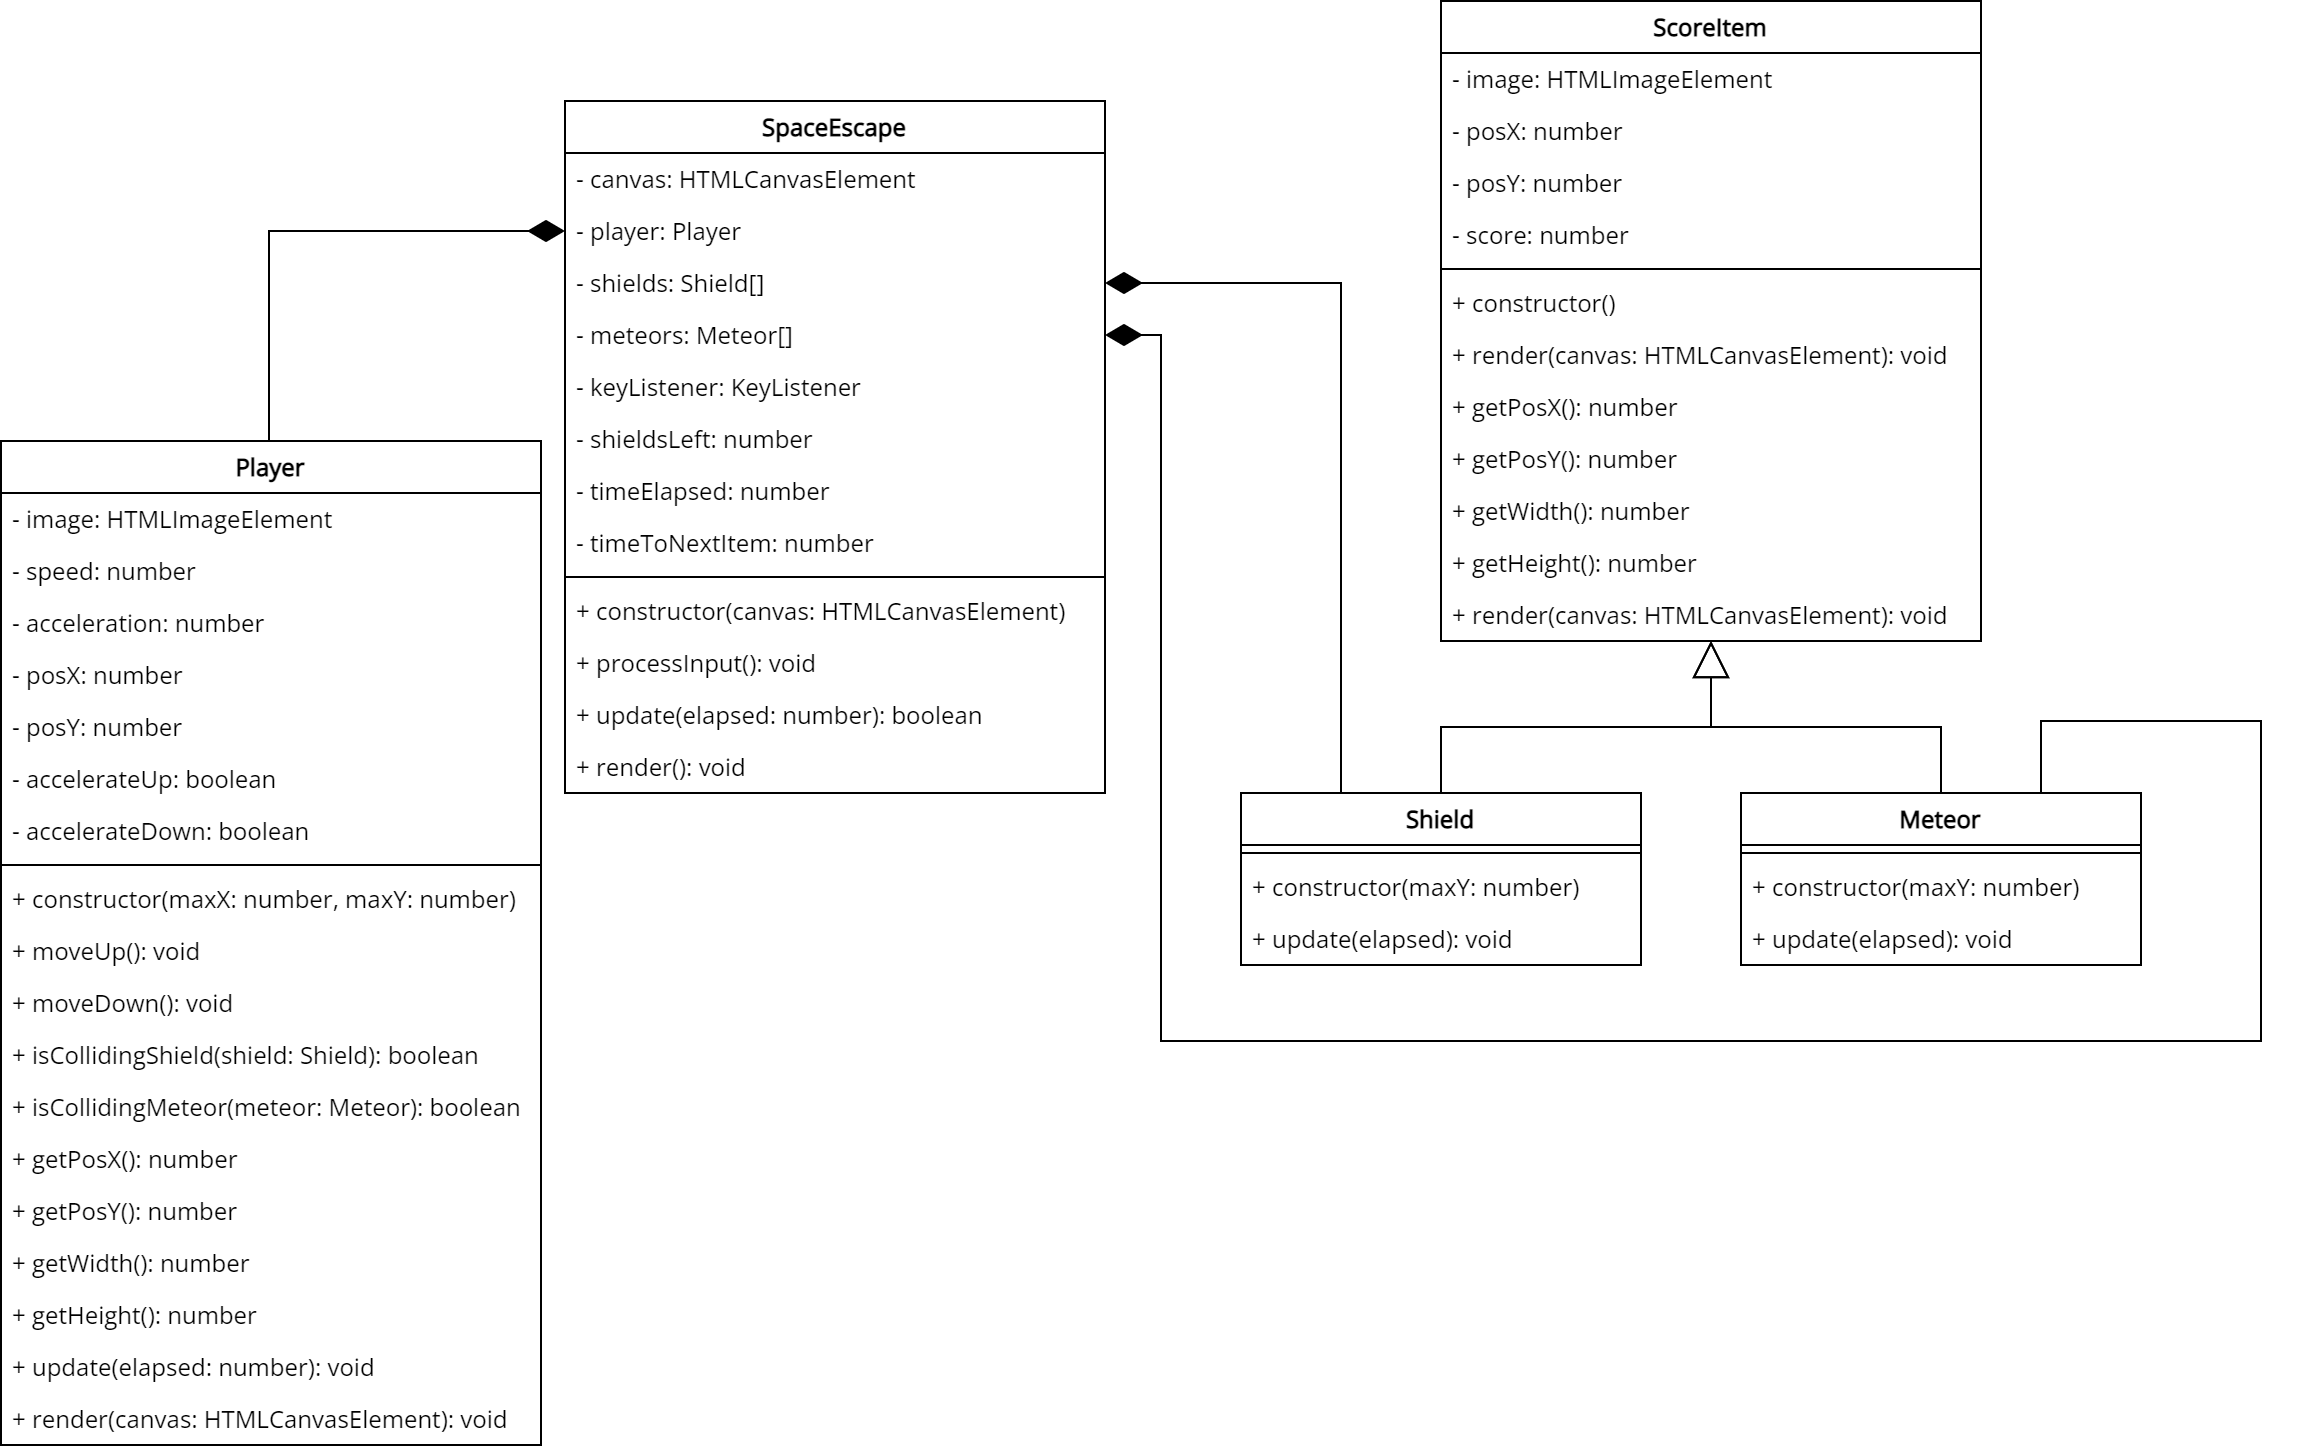 ScoreItem
- image: HTMLImageElement
- posX: number
- posY: number
- score: number
+ constructor()
+ render(canvas: HTMLCanvasElement): void
+ getPosX(): number
+ getPosY(): number
+ getWidth(): number
+ getHeight(): number
+ render(canvas: HTMLCanvasElement): void
SpaceEscape
- canvas: HTMLCanvasElement
- player: Player
- shields: Shield[]
- meteors: Meteor[]
- keyListener: KeyListener
- shieldsLeft: number
- timeElapsed: number
- timeToNextItem: number
+ constructor(canvas: HTMLCanvasElement)
+ processInput(): void
+ update(elapsed: number): boolean
+ render(): void
Player
- image: HTMLImageElement
- speed: number
- acceleration: number
- posX: number
- posY: number
- accelerateUp: boolean
- accelerateDown: boolean
+ constructor(maxX: number, maxY: number)
+ moveUp(): void
+ moveDown(): void
+ isCollidingShield(shield: Shield): boolean
+ isCollidingMeteor(meteor: Meteor): boolean
+ getPosX(): number
+ getPosY(): number
+ getWidth(): number
+ getHeight(): number
+ update(elapsed: number): void
+ render(canvas: HTMLCanvasElement): void
Shield
+ constructor(maxY: number)
+ update(elapsed): void
Meteor
+ constructor(maxY: number)
+ update(elapsed): void